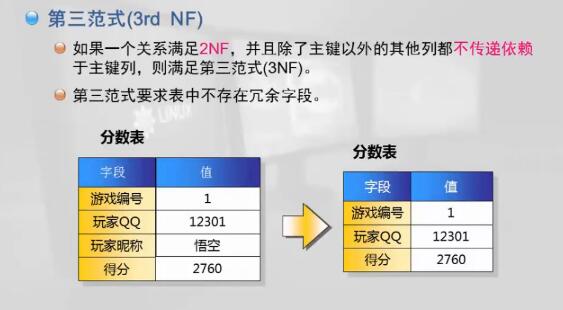 第三范式(3rd NF)
如果一个关系满足2NF，并且除了主键以外的其他列都不传递依赖
于主键列，则满足第三范式(3NF)。
第三范式要求表中不存在冗余字段。
分数表
字段 值
游戏编号 1
玩家QQ 12301
玩家昵称 悟空
得分 2760
分数表
字段 值
游戏编号 1
玩家QQ 12301
得分 2760
LINUX